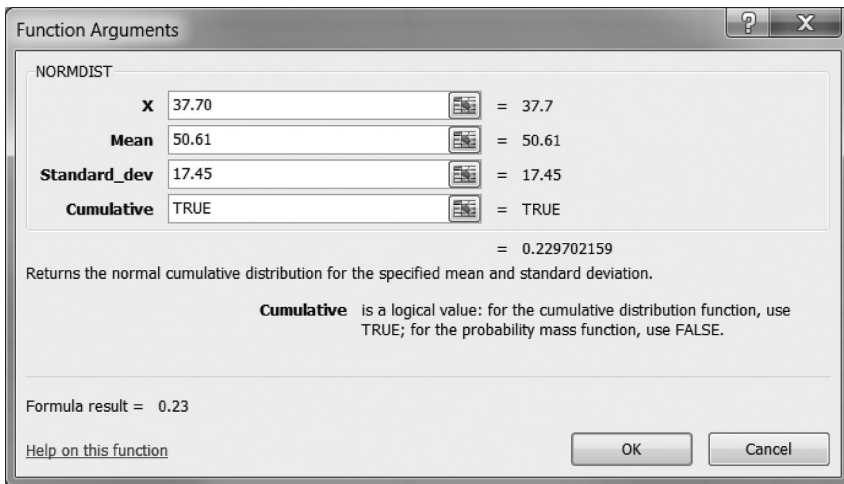 Function Arguments
NORMDIST
X 37.70 = 37.7
Mean 50.61 = 50.61
Standard_dev 17.45 = 17.45
Cumulative TRUE = TRUE
= 0.229702159
Returns the normal cumulative distribution for the specified mean and standard deviation.
Cumulative is a logical value: for the cumulative distribution function, use
TRUE; for the probability mass function, use FALSE.
Formula result = 0.23
Help on this function OK Cancel